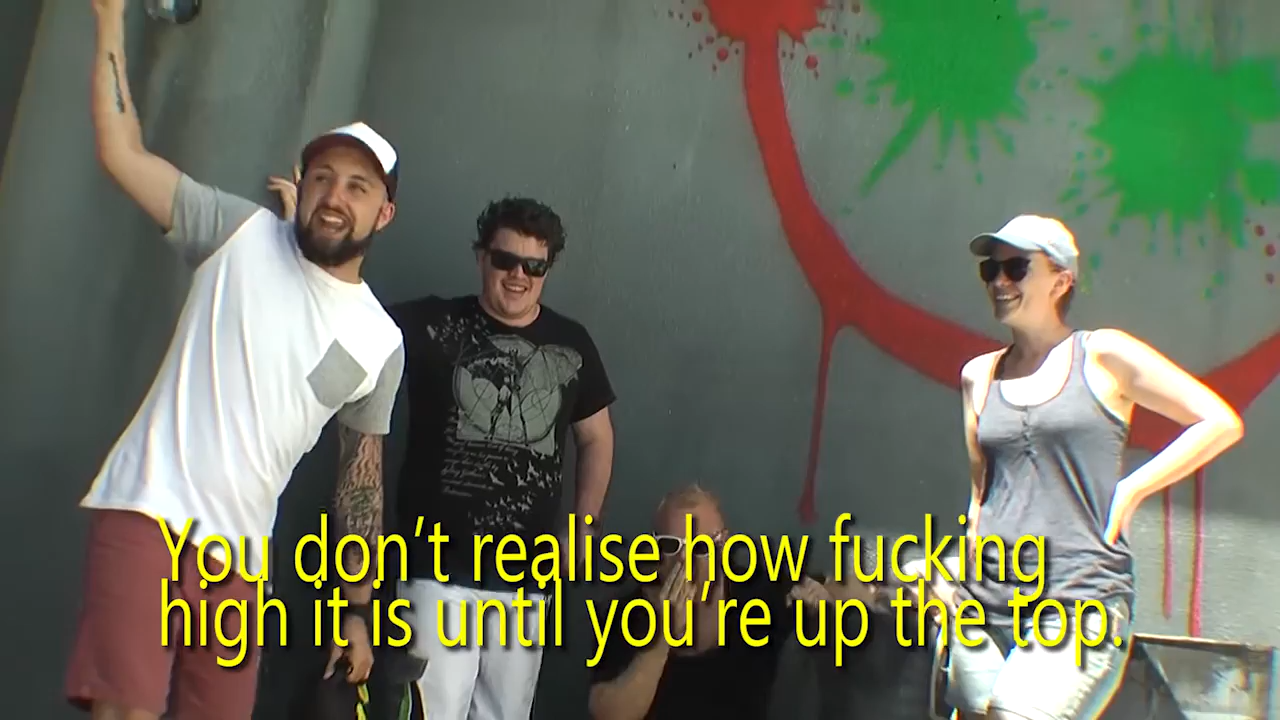 You don't realise how fucking
high it is until you're up the top.